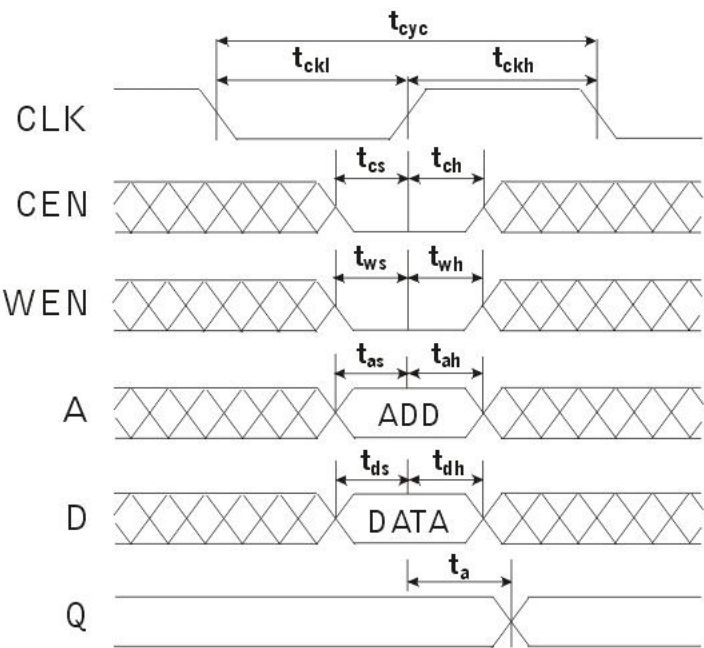 tcyc
tckl tckh
CLK
tcs tch
CEN
tws twh
WEN
tas tah
A ADD
tds tdh
D DATA
ta
Q